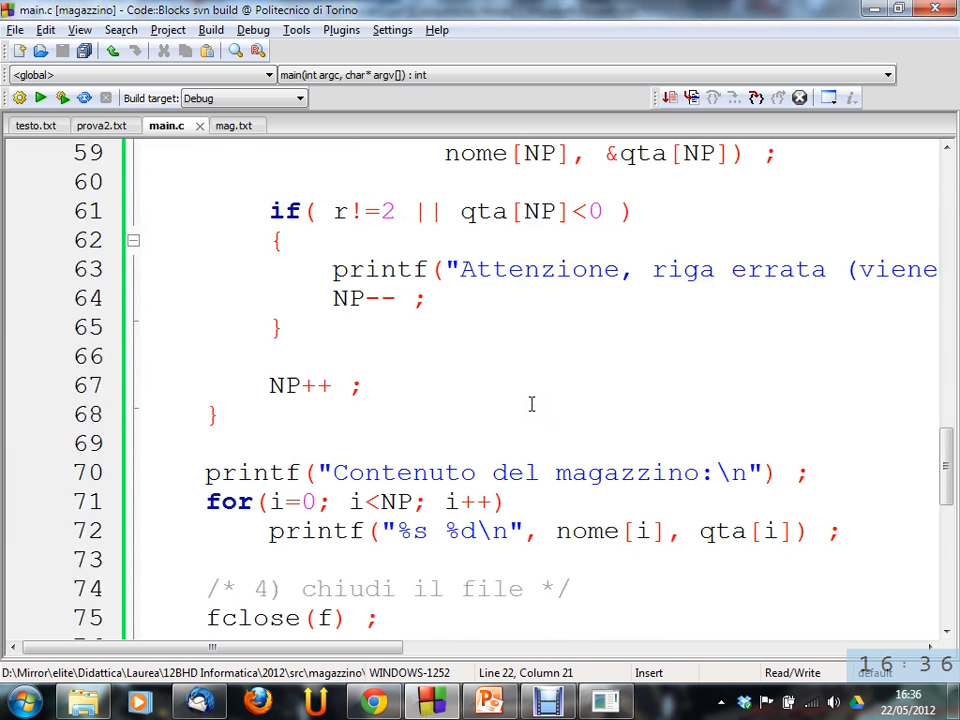 main.c [magazzino] - Code::Blocks svn build @ Politecnico di Torino
File Edit View Search Project Build Debug Tools Plugins Settings Help
<global> main(int argc, char* argv[]) : int
Build target: Debug
testo.txt prova2.txt main.c mag.txt
59 nome[NP], &qta[NP]) ;
60
61 if( r!=2 || qta[NP]<0 )
62 {
63 printf("Attenzione, riga errata (viene
64 NP-- ;
65 }
66
67 NP++ ;
68 }
69
70 printf("Contenuto del magazzino:\n") ;
71 for(i=0; i<NP; i++)
72 printf("%s %d\n", nome[i], qta[i]) ;
73
74 /* 4) chiudi il file */
75 fclose(f) ;
D:\Mirror\elite\Didattica\Laurea\12BHD Informatica\2012\src\magazzino\ WINDOWS-1252 Line 22, Column 21 Insert Read/Write default
16:36
16:36
22/05/2012